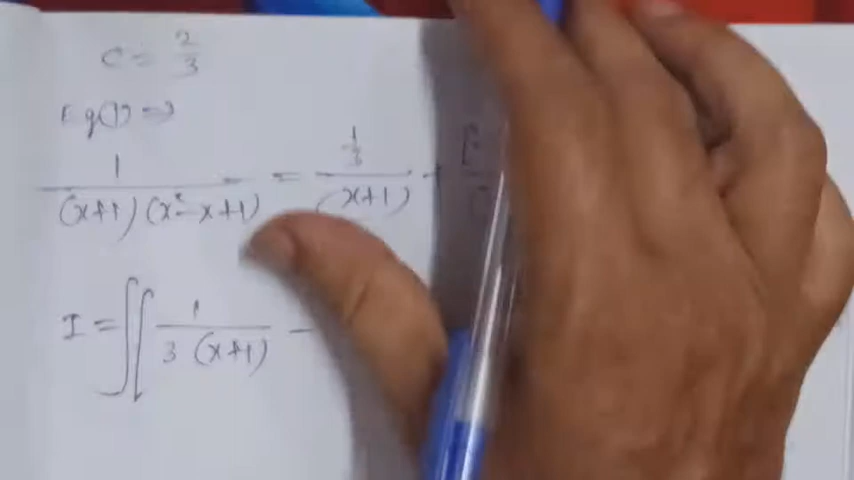 C = 2/3
Eq(1) ⇒
1/((x+1)(x²-x+1)) = (1/3)/(x+1) +
I = ∫[1/(3(x+1)) -